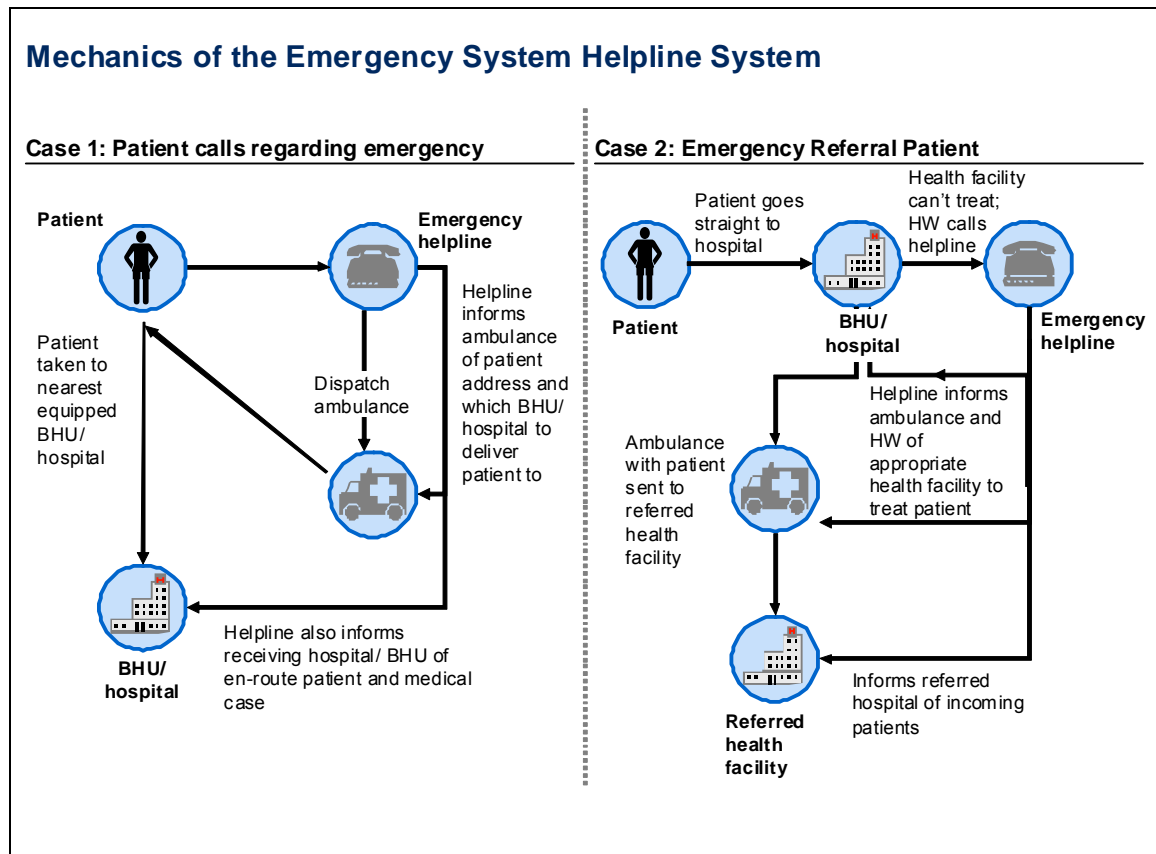 Mechanics of the Emergency System Helpline System
Case 1: Patient calls regarding emergency
Patient
Emergency
helpline
Helpline
informs
ambulance
of patient
address and
which BHU/
hospital to
deliver
patient to
Dispatch
ambulance
Patient
taken to
nearest
equipped
BHU/
hospital
BHU/
hospital
Helpline also informs
receiving hospital/ BHU of
en-route patient and medical
case
Case 2: Emergency Referral Patient
Patient goes
straight to
hospital
Health facility
can't treat;
HW calls
helpline
Patient
H
BHU/
hospital
Emergency
helpline
Helpline informs
ambulance and
HW of
appropriate
health facility to
treat patient
Ambulance
with patient
sent to
referred
health
facility
H
Referred
health
facility
Informs referred
hospital of incoming
patients